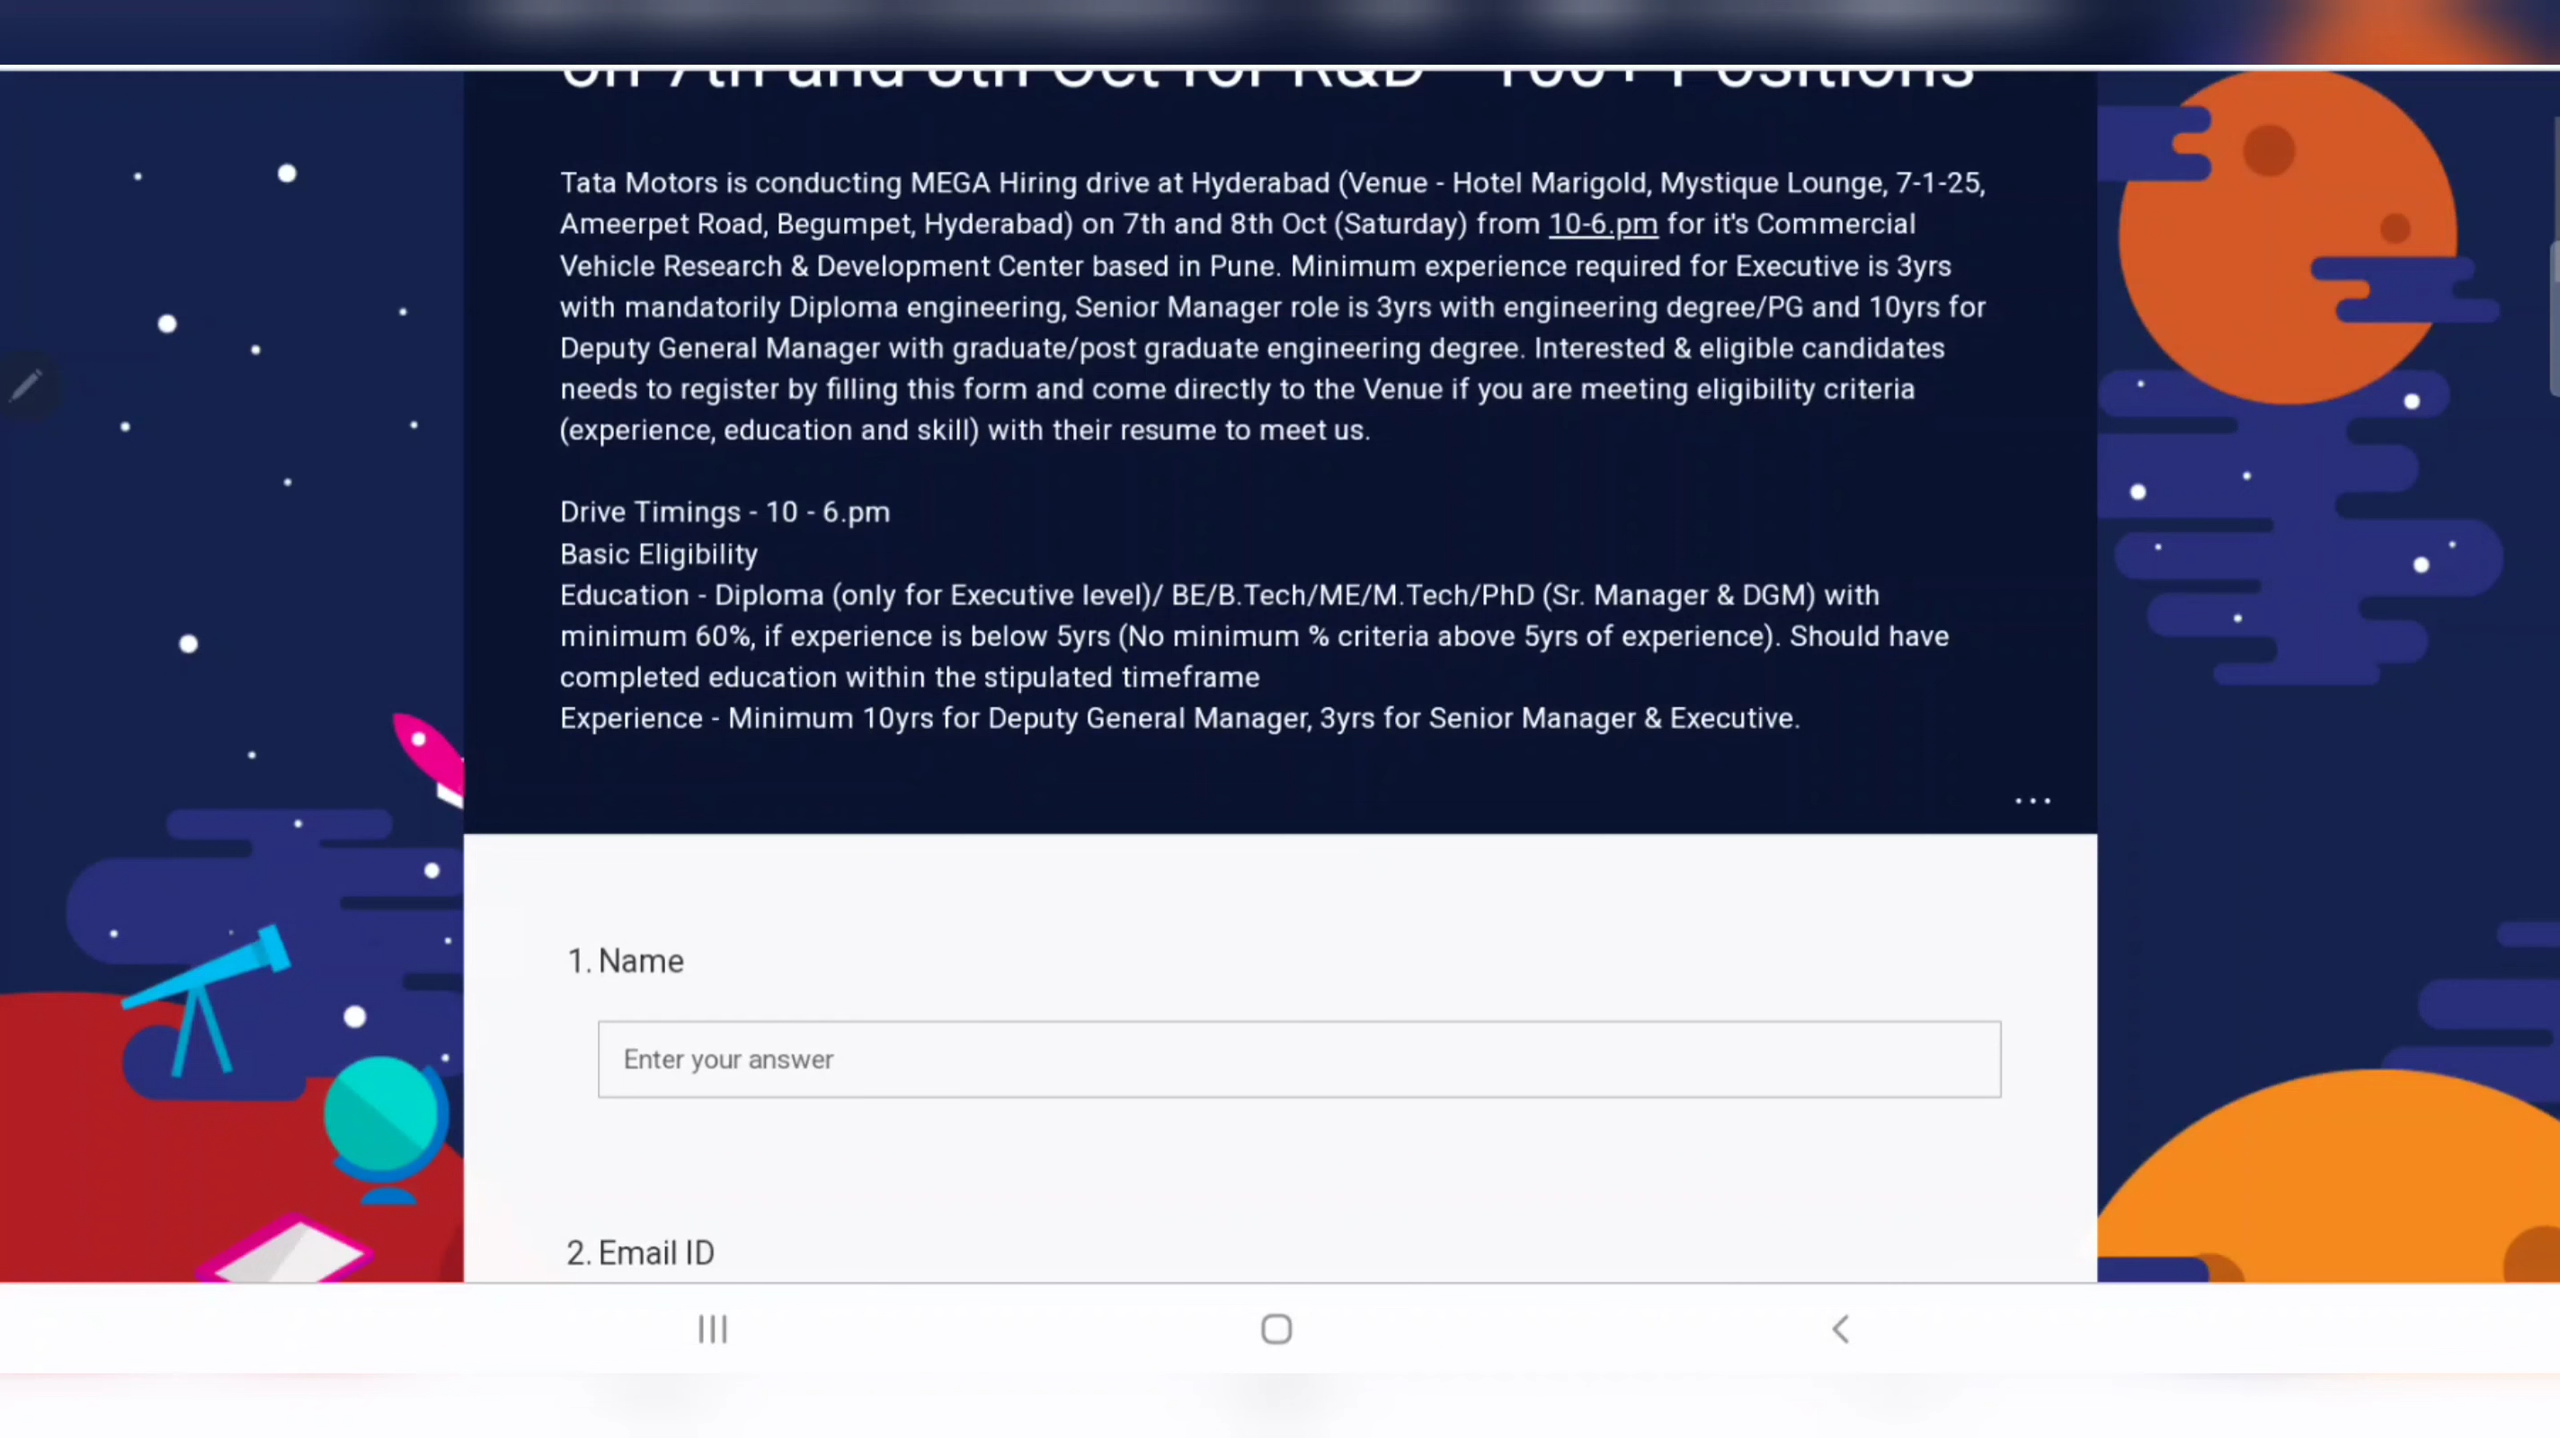 on 7th and 8th Oct for R&D - 100+ Positions
Tata Motors is conducting MEGA Hiring drive at Hyderabad (Venue - Hotel Marigold, Mystique Lounge, 7-1-25,
Ameerpet Road, Begumpet, Hyderabad) on 7th and 8th Oct (Saturday) from 10-6.pm for it's Commercial
Vehicle Research & Development Center based in Pune. Minimum experience required for Executive is 3yrs
with mandatorily Diploma engineering, Senior Manager role is 3yrs with engineering degree/PG and 10yrs for
Deputy General Manager with graduate/post graduate engineering degree. Interested & eligible candidates
needs to register by filling this form and come directly to the Venue if you are meeting eligibility criteria
(experience, education and skill) with their resume to meet us.
Drive Timings - 10 - 6.pm
Basic Eligibility
Education - Diploma (only for Executive level)/ BE/B.Tech/ME/M.Tech/PhD (Sr. Manager & DGM) with
minimum 60%, if experience is below 5yrs (No minimum % criteria above 5yrs of experience). Should have
completed education within the stipulated timeframe
Experience - Minimum 10yrs for Deputy General Manager, 3yrs for Senior Manager & Executive.
...
1. Name
Enter your answer
2. Email ID